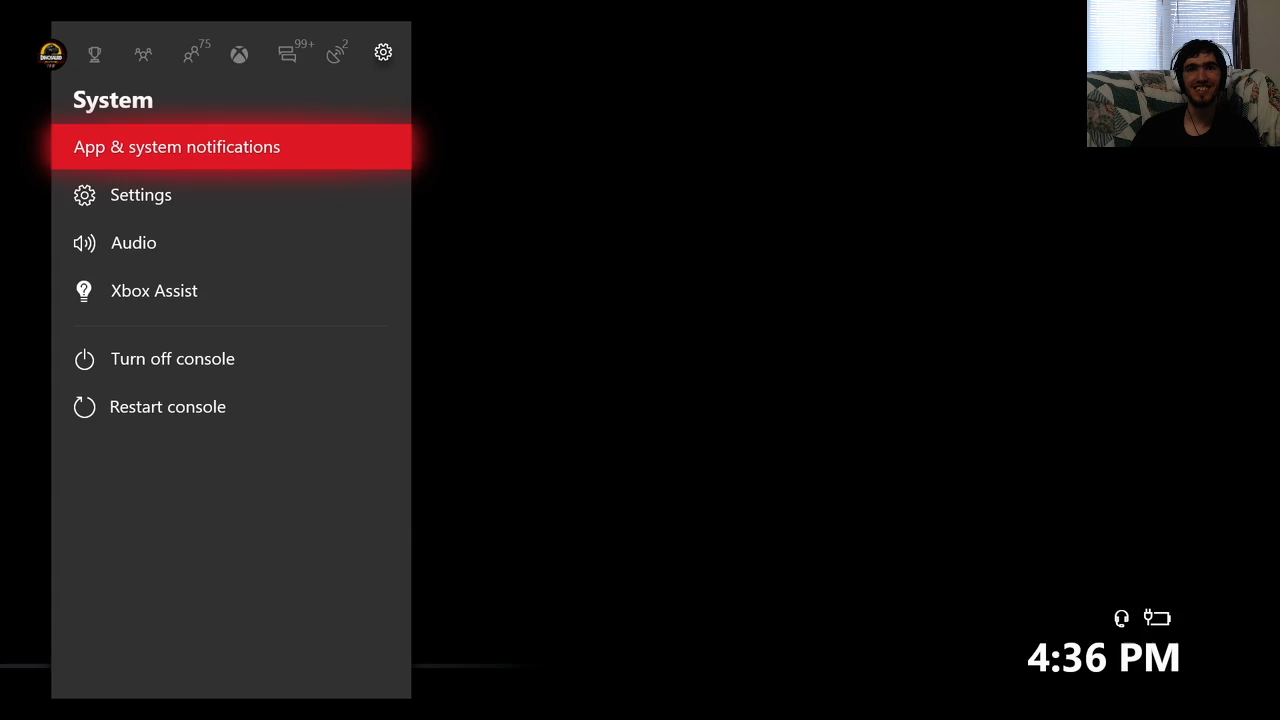 75
99+
2
System
App & system notifications
Settings
Audio
Xbox Assist
Turn off console
Restart console
4:36 PM